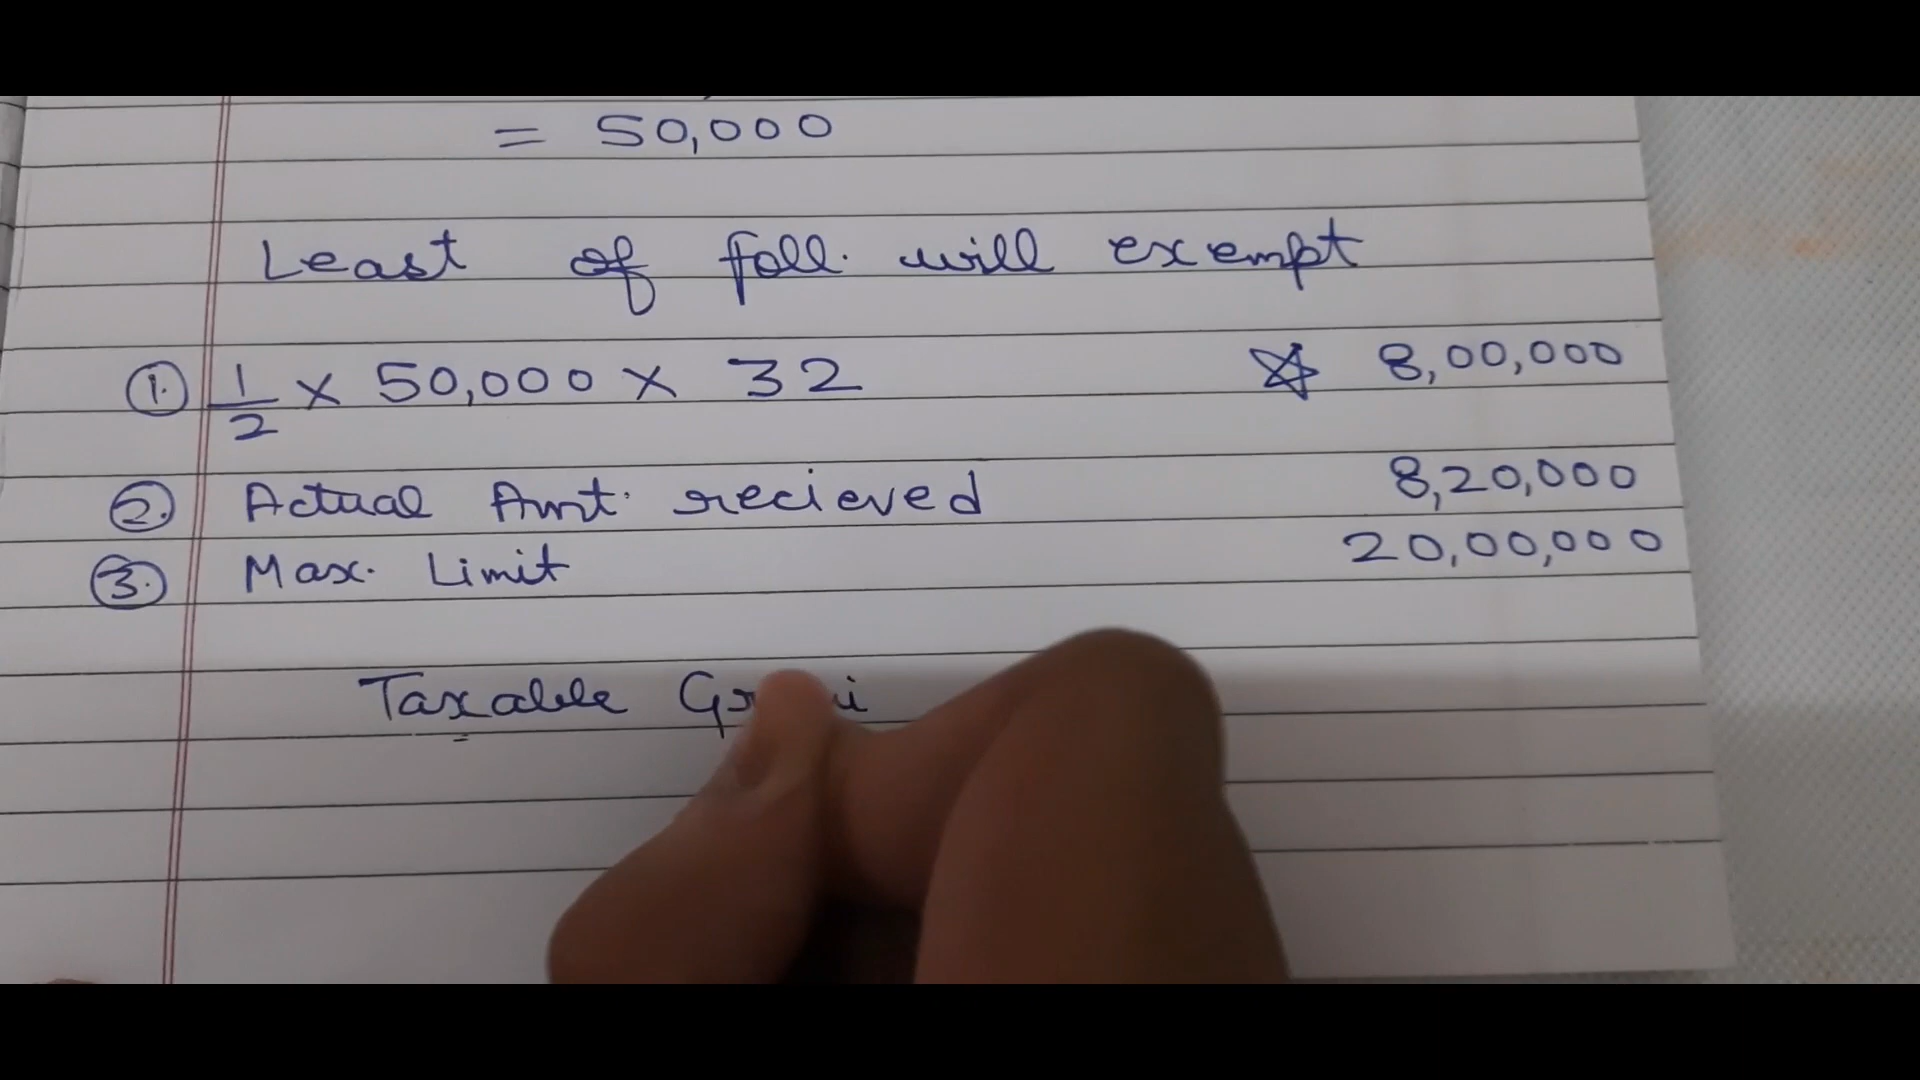 = 50,000
Least of foll. will exempt
1. 1/2 x 50,000 x 32 ☆ 8,00,000
2. Actual Amt. recieved 8,20,000
3. Max. Limit 20,00,000
Taxable